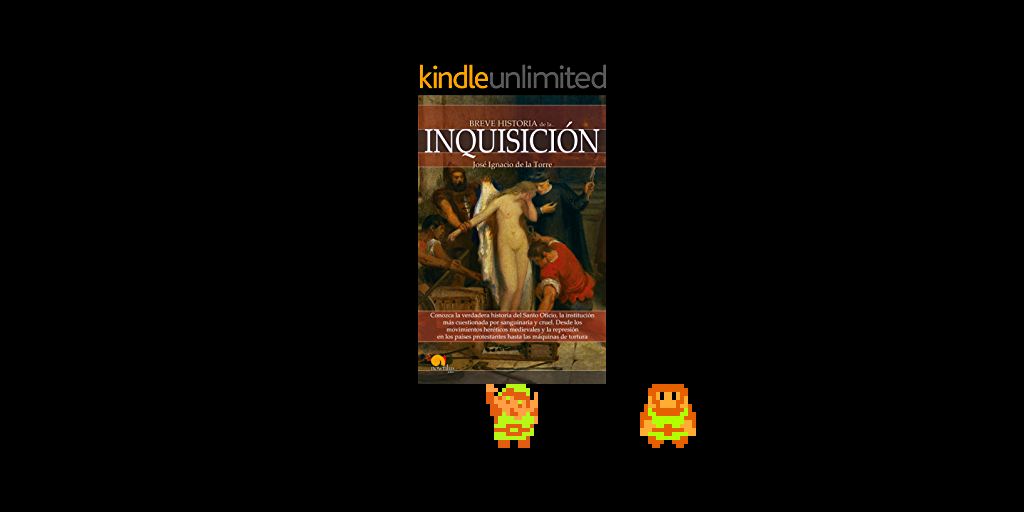 kindleunlimited
BREVE HISTORIA de la...
INQUISICIÓN
José Ignacio de la Torre
Conozca la verdadera historia del Santo Oficio, la institución
más cuestionada por sanguinaria y cruel. Desde los
movimientos heréticos medievales y la represión
en los países protestantes hasta las máquinas de tortura
nowtilus